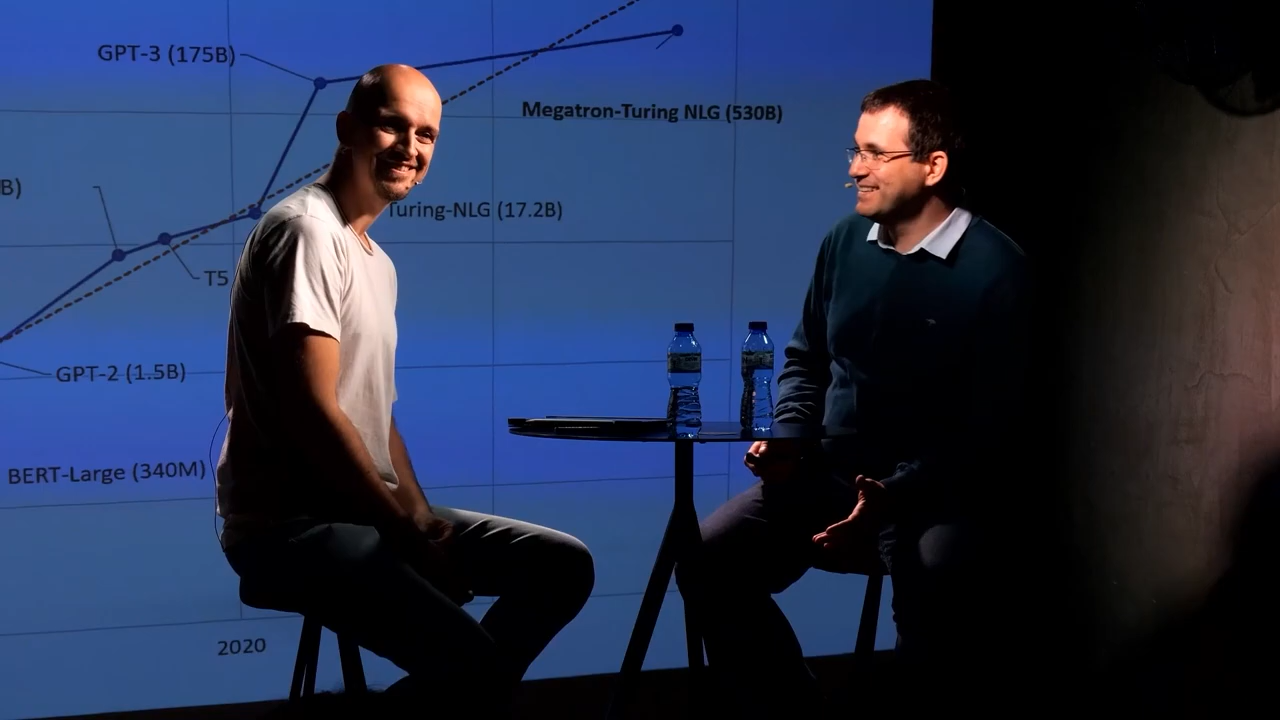 GPT-3 (175B)
Megatron-Turing NLG (530B)
B)
Turing-NLG (17.2B)
T5
GPT-2 (1.5B)
BERT-Large (340M)
2020